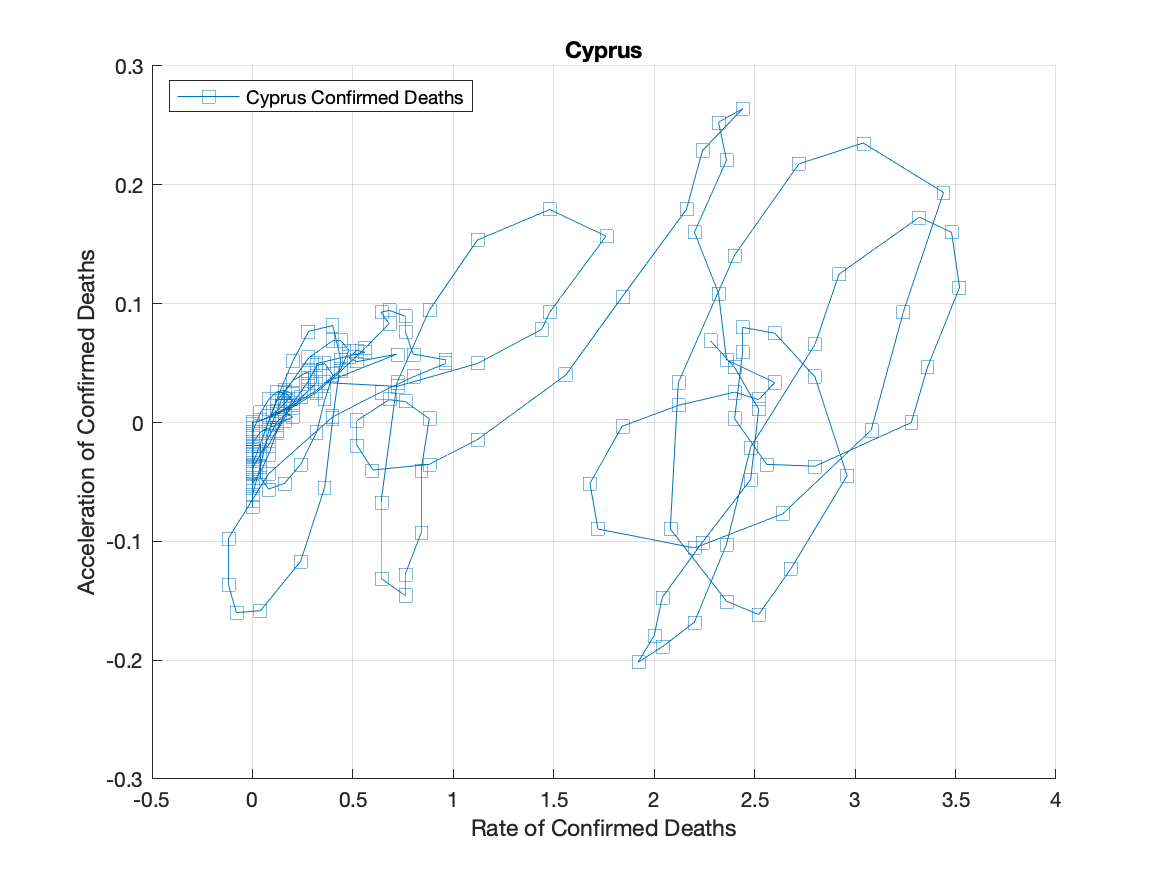 Cyprus
Cyprus Confirmed Deaths
0.3
0.2
0.1
0
-0.1
-0.2
-0.3
Acceleration of Confirmed Deaths
-0.5 0 0.5 1 1.5 2 2.5 3 3.5 4
Rate of Confirmed Deaths